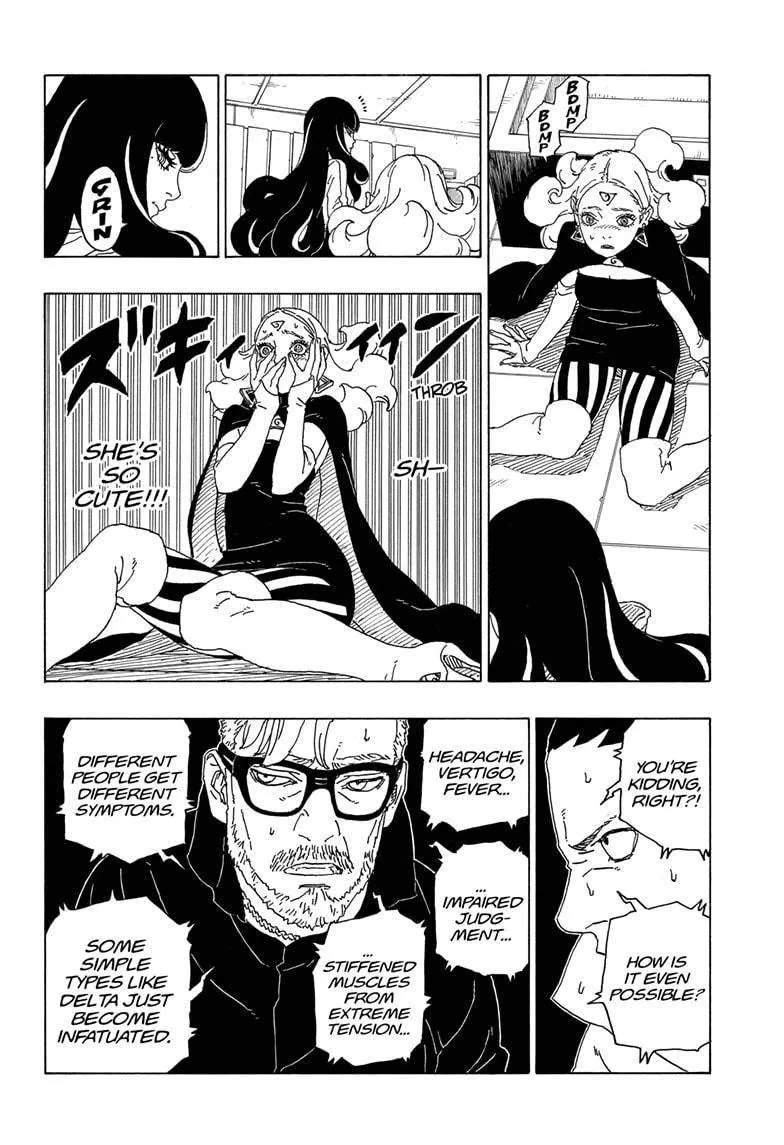 BDMP
BDMP
GRIN
ズキィィィイン
THROB
SH—
SHE'S
SO
CUTE!!!
YOU'RE
KIDDING,
RIGHT?!
HOW IS
IT EVEN
POSSIBLE?
HEADACHE,
VERTIGO,
FEVER...
...
IMPAIRED
JUDG-
MENT...
...
STIFFENED
MUSCLES
FROM
EXTREME
TENSION...
DIFFERENT
PEOPLE GET
DIFFERENT
SYMPTOMS.
SOME
SIMPLE
TYPES LIKE
DELTA JUST
BECOME
INFATUATED.